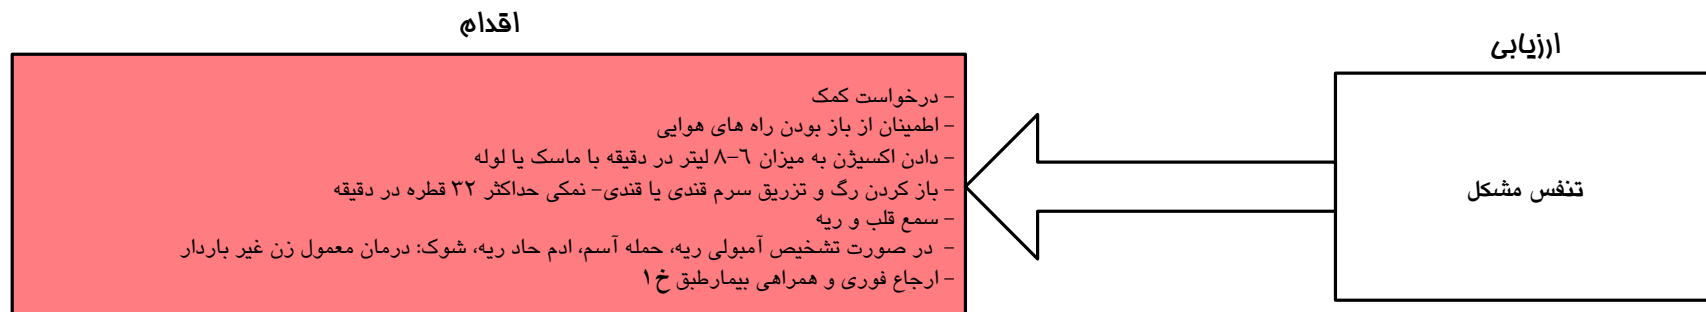 ارزیابی
تنفس مشکل
اقدام
- درخواست کمک
- اطمینان از باز بودن راه های هوایی
- دادن اکسیژن به میزان ۶-۸ لیتر در دقیقه با ماسک یا لوله
- باز کردن رگ و تزریق سرم قندی یا قندی- نمکی حداکثر ۳۲ قطره در دقیقه
- سمع قلب و ریه
- در صورت تشخیص آمبولی ریه، حمله آسم، ادم حاد ریه، شوک: درمان معمول زن غیر باردار
- ارجاع فوری و همراهی بیمارطبق خ۱